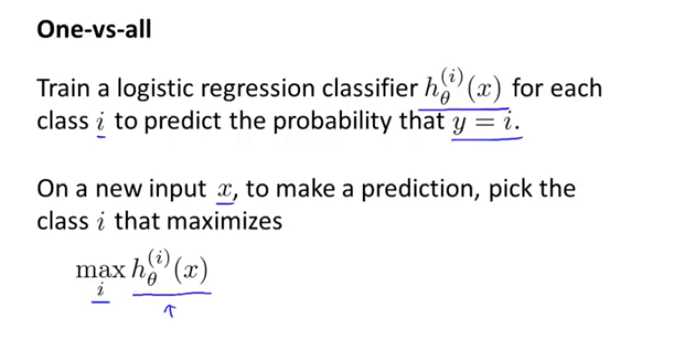 One-vs-all
Train a logistic regression classifier $h_\theta^{(i)}(x)$ for each
class $i$ to predict the probability that $y = i$.
On a new input $x$, to make a prediction, pick the
class $i$ that maximizes
$\max_i h_\theta^{(i)}(x)$